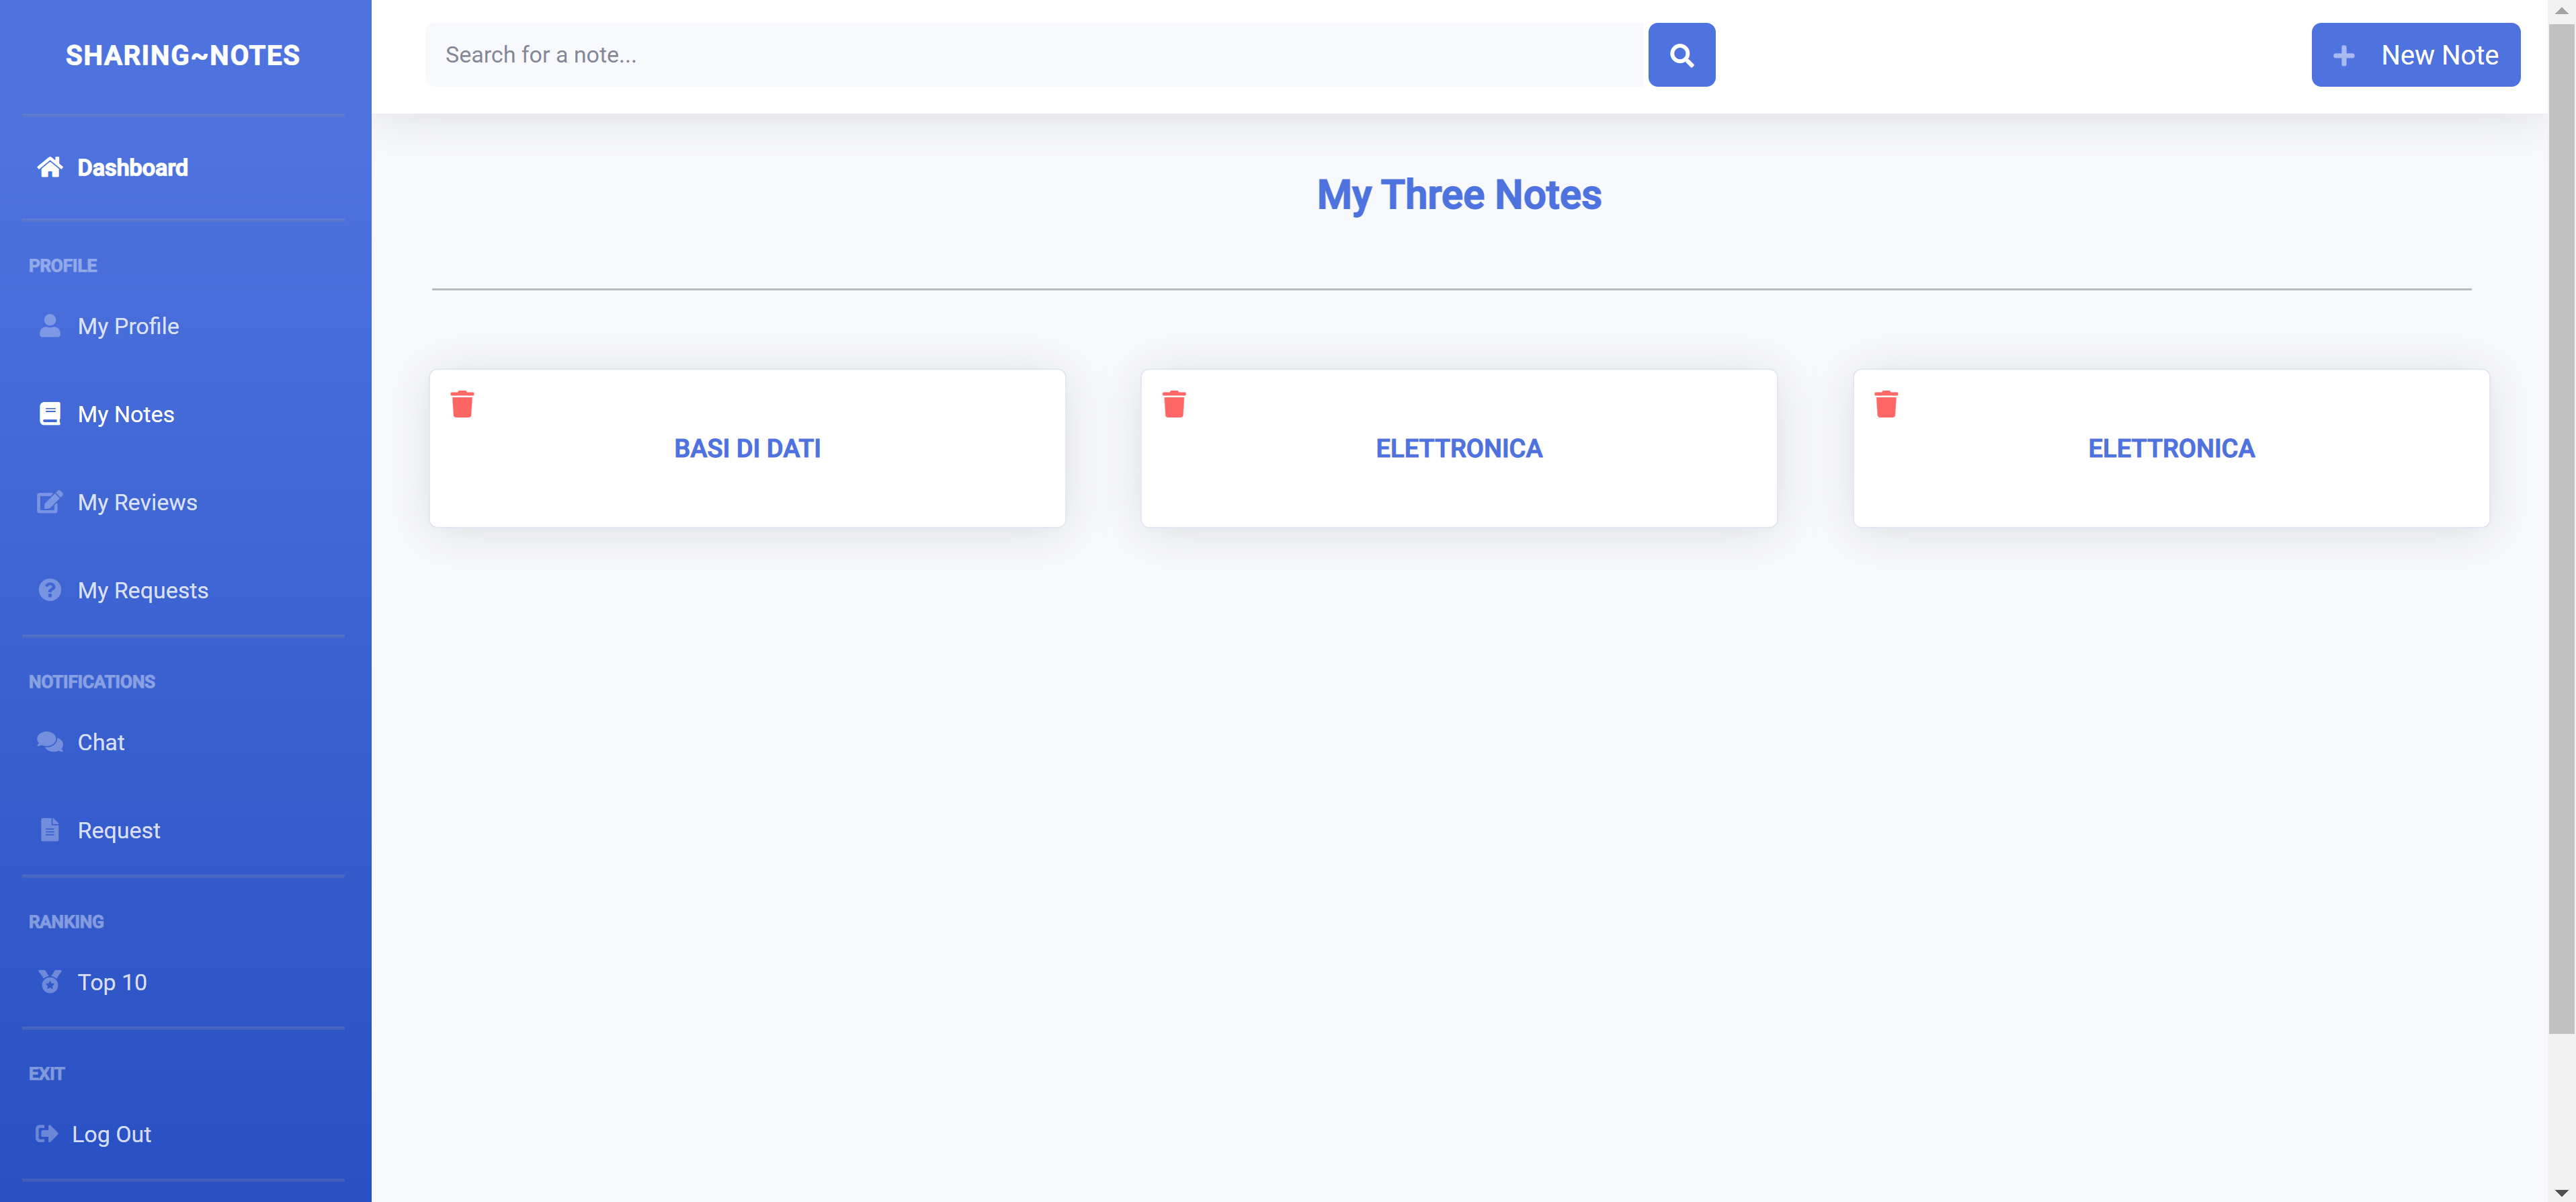 SHARING~NOTES
Dashboard
PROFILE
My Profile
My Notes
My Reviews
My Requests
NOTIFICATIONS
Chat
Request
RANKING
Top 10
EXIT
Log Out
Search for a note...
New Note
My Three Notes
BASI DI DATI
ELETTRONICA
ELETTRONICA